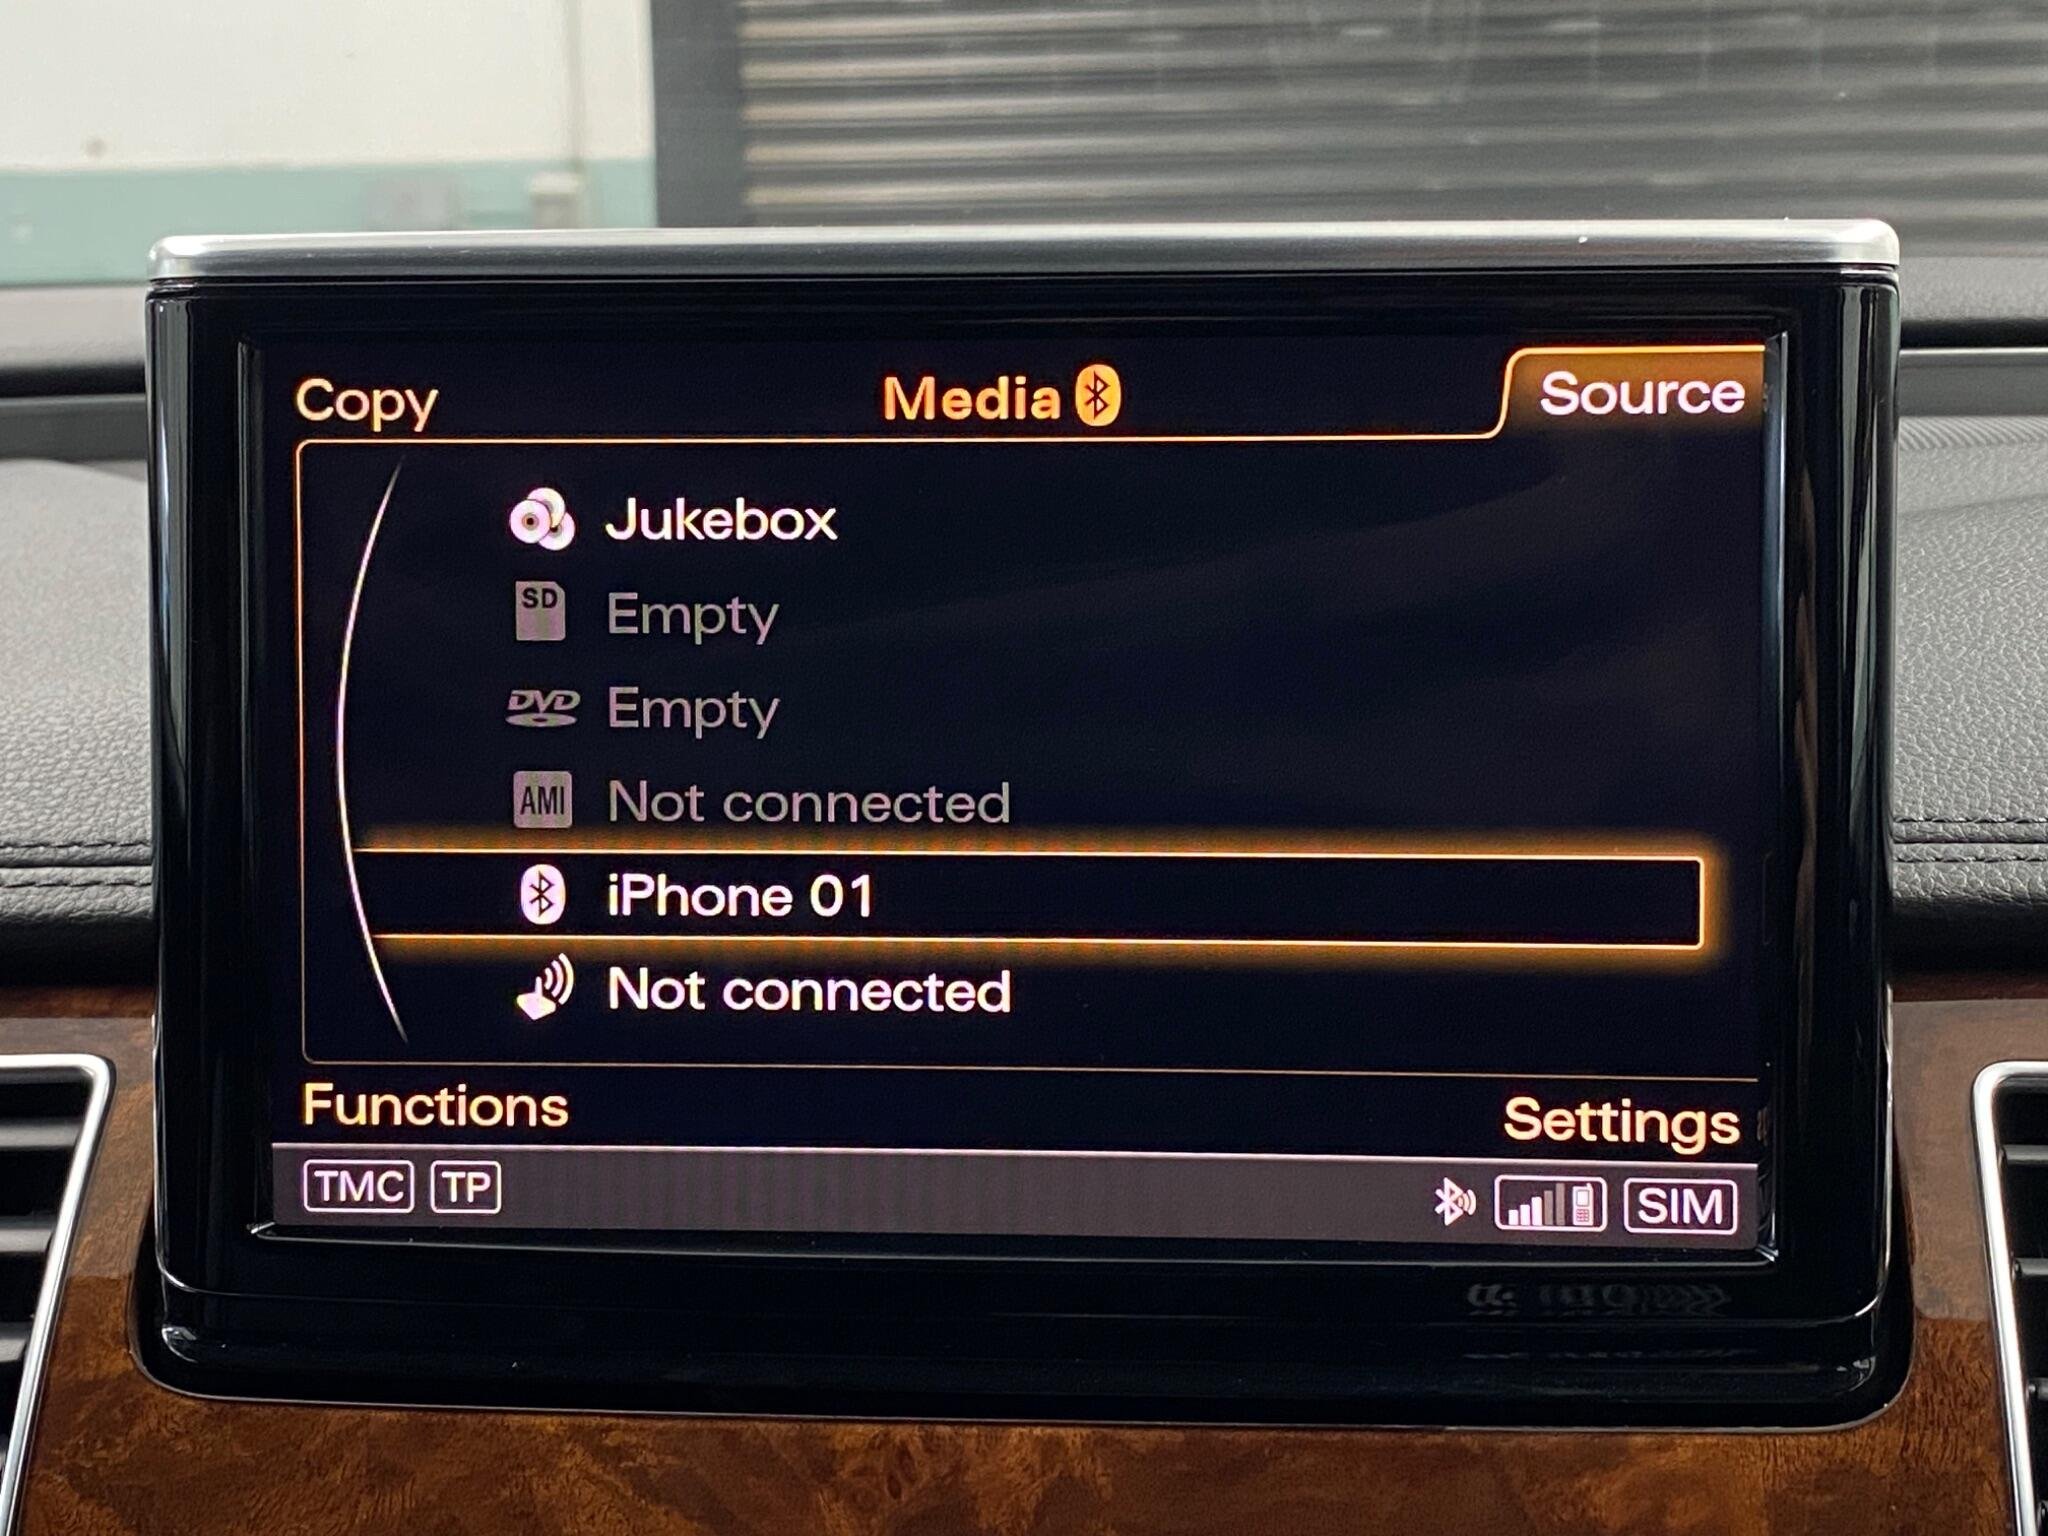 Copy Media Source
Jukebox
SD Empty
DVD Empty
AMI Not connected
iPhone 01
Not connected
Functions Settings
TMC TP SIM